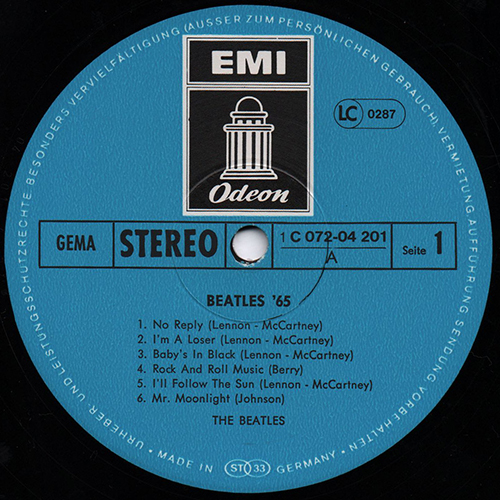 EMI
Odeon
LC 0287
GEMA STEREO 1 C 072-04 201 Seite 1
A
BEATLES '65
1. No Reply (Lennon - McCartney)
2. I'm A Loser (Lennon - McCartney)
3. Baby's In Black (Lennon - McCartney)
4. Rock And Roll Music (Berry)
5. I'll Follow The Sun (Lennon - McCartney)
6. Mr. Moonlight (Johnson)
THE BEATLES
URHEBER UND LEISTUNGSSCHUTZRECHTE, BESONDERS VERVIELFÄLTIGUNG (AUSSER ZUM PERSÖNLICHEN GEBRAUCH), VERMIETUNG, AUFFÜHRUNG, SENDUNG, VORBEHALTEN
• MADE IN ST 33 GERMANY •